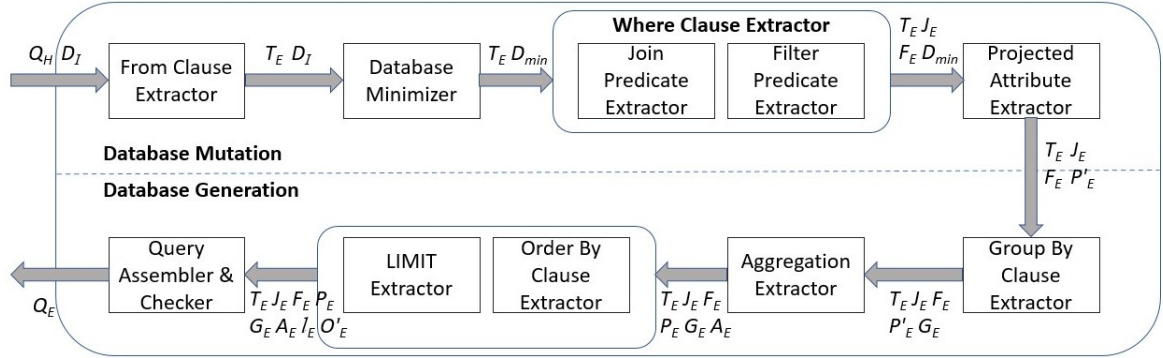 Where Clause Extractor
Q_H D_I
From Clause
Extractor
T_E D_I
Database
Minimizer
T_E D_min
Join
Predicate
Extractor
Filter
Predicate
Extractor
T_E J_E
F_E D_min
Projected
Attribute
Extractor
Database Mutation
T_E J_E
F_E P'_E
Database Generation
Group By
Clause
Extractor
T_E J_E F_E
P'_E G_E
Aggregation
Extractor
T_E J_E F_E
P_E G_E A_E
Order By
Clause
Extractor
LIMIT
Extractor
T_E J_E F_E P_E
G_E A_E l_E O'_E
Query
Assembler &
Checker
Q_E